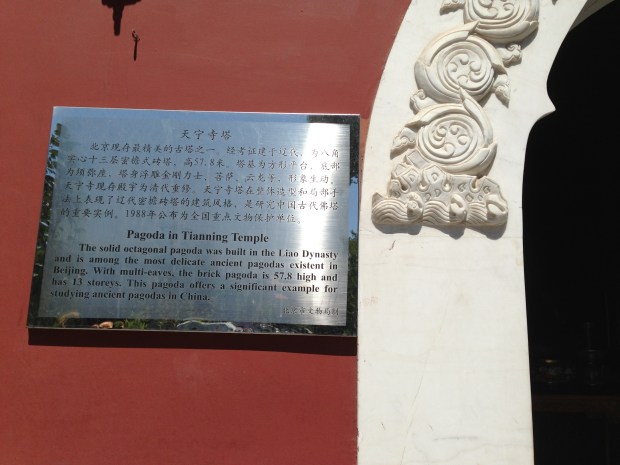 天宁寺塔
北京现存最精美的古塔之一。经考证建于辽代，为八角
实心十三层密檐式砖塔，高57.8米。塔基为方形平台，底部
为须弥座，塔身浮雕金刚力士、菩萨、云龙等，形象生动。
天宁寺现存殿宇为清代重修。天宁寺塔在整体造型和局部手
法上表现了辽代密檐砖塔的建筑风格，是研究中国古代佛塔
的重要实例。1988年公布为全国重点文物保护单位。
Pagoda in Tianning Temple
The solid octagonal pagoda was built in the Liao Dynasty
and is among the most delicate ancient pagodas existent in
Beijing. With multi-eaves, the brick pagoda is 57.8 high and
has 13 storeys. This pagoda offers a significant example for
studying ancient pagodas in China.
北京市文物局制